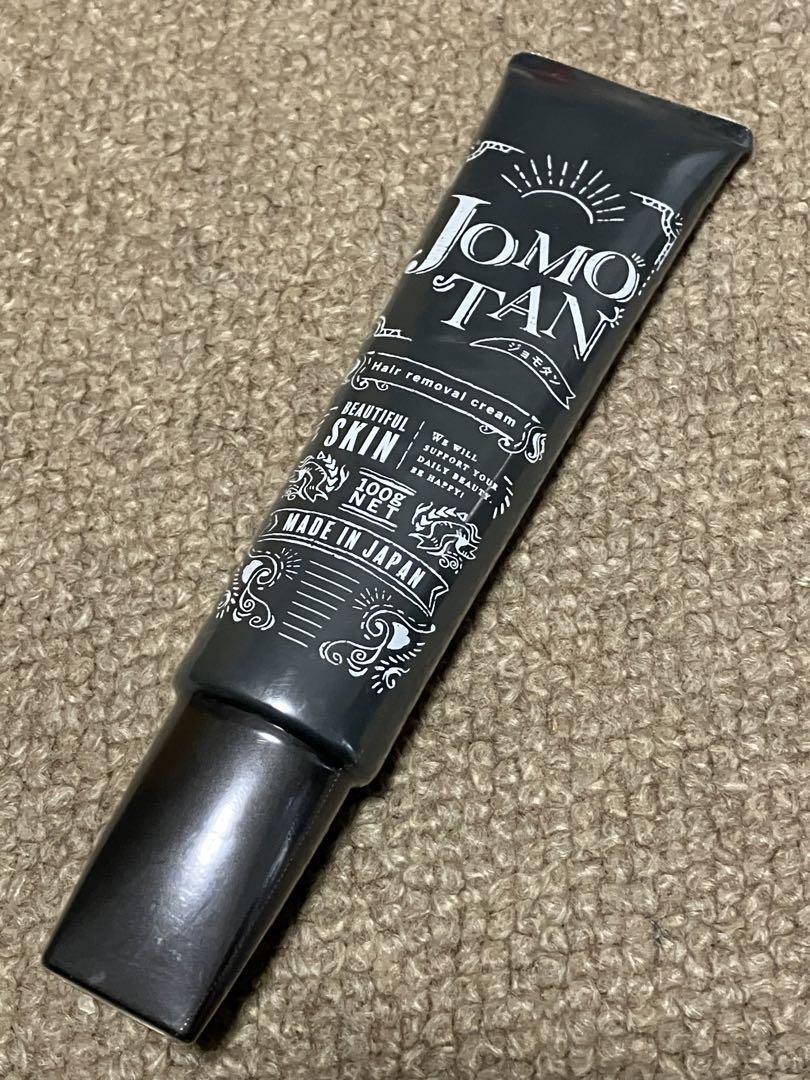 JOMO
TAN
ジョモタン
Hair removal cream
BEAUTIFUL
SKIN
WE WILL
SUPPORT YOUR
DAILY BEAUTY.
BE HAPPY!
100g
NET
MADE IN JAPAN